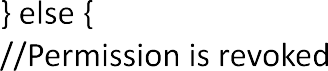 } else {
//Permission is revoked